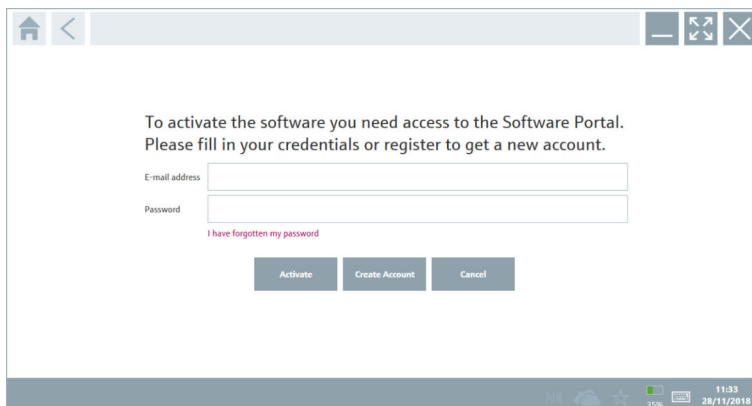 To activate the software you need access to the Software Portal.
Please fill in your credentials or register to get a new account.
E-mail address
Password
I have forgotten my password
Activate Create Account Cancel
11:33
35% 28/11/2018